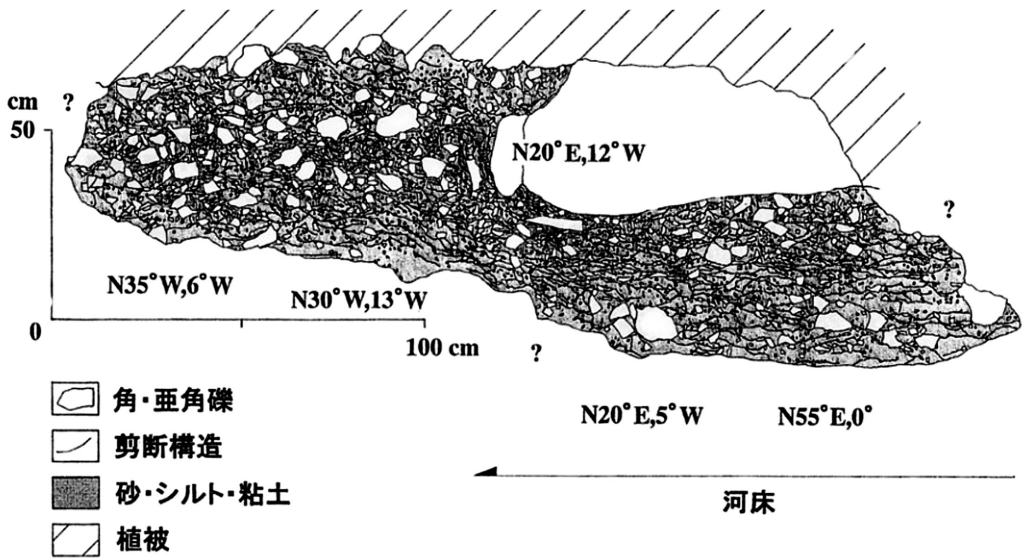 cm
?
50
N20°E,12°W
?
N35°W,6°W
N30°W,13°W
0
100 cm
?
角・亜角礫
N20°E,5°W
N55°E,0°
剪断構造
砂・シルト・粘土
河床
植被